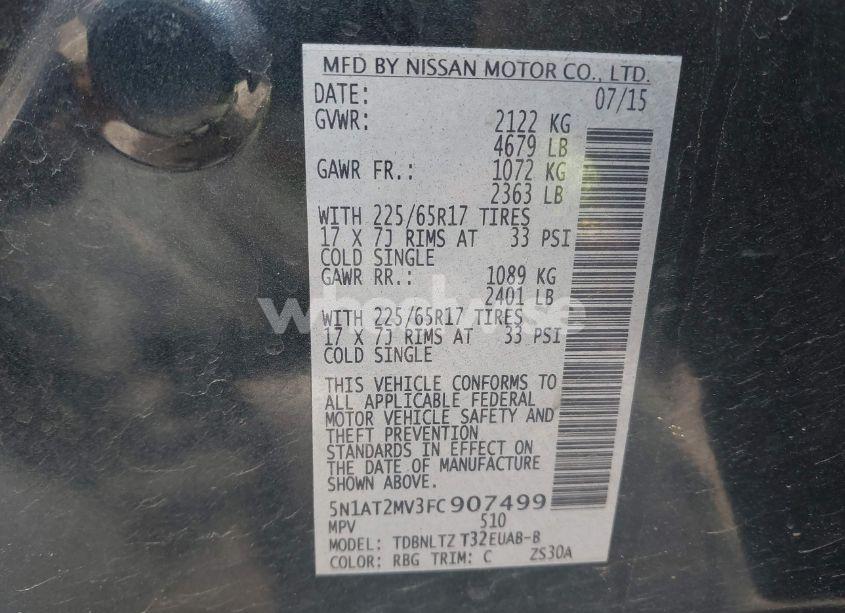 MFD BY NISSAN MOTOR CO., LTD.
DATE: 07/15
GVWR: 2122 KG
4679 LB
GAWR FR.: 1072 KG
2363 LB
WITH 225/65R17 TIRES
17 X 7J RIMS AT 33 PSI
COLD SINGLE
GAWR RR.: 1089 KG
2401 LB
WITH 225/65R17 TIRES
17 X 7J RIMS AT 33 PSI
COLD SINGLE
THIS VEHICLE CONFORMS TO
ALL APPLICABLE FEDERAL
MOTOR VEHICLE SAFETY AND
THEFT PREVENTION
STANDARDS IN EFFECT ON
THE DATE OF MANUFACTURE
SHOWN ABOVE.
5N1AT2MV3FC907499
MPV 510
MODEL: TDBNLTZ T32EUAB-B
COLOR: RBG TRIM: C ZS30A